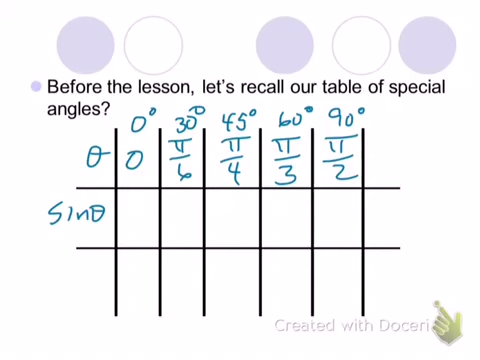 Before the lesson, let's recall our table of special
angles?
0° 30° 45° 60° 90°
θ 0 π/6 π/4 π/3 π/2
sinθ
Created with Doceri